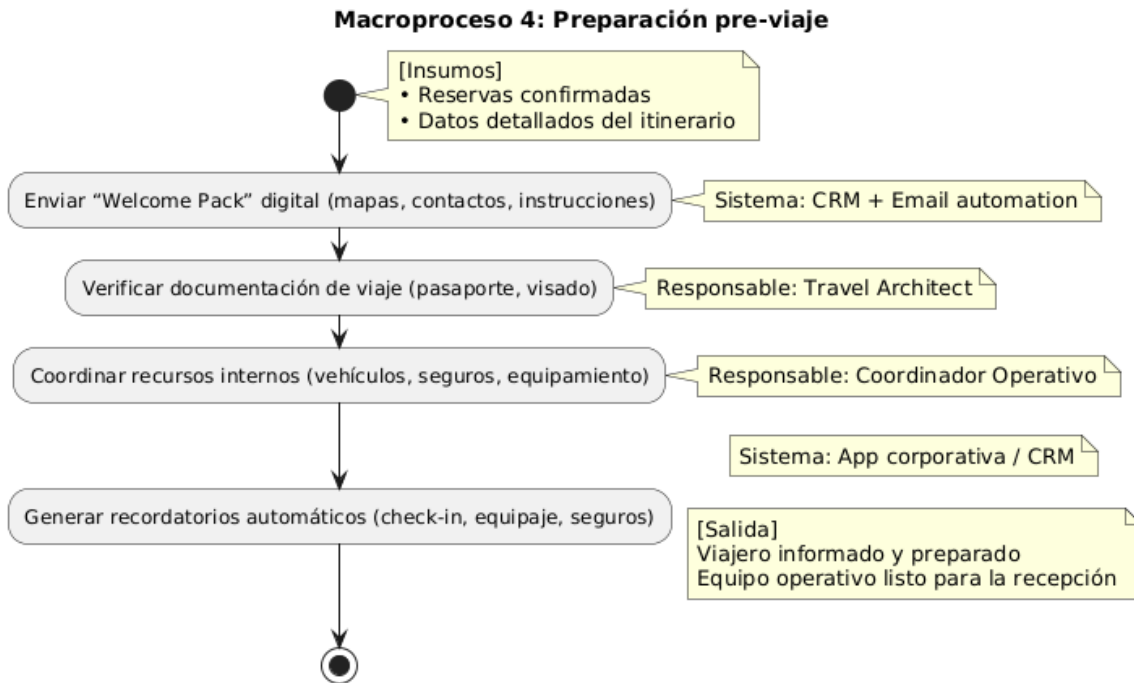 Macroproceso 4: Preparación pre-viaje
[Insumos]
• Reservas confirmadas
• Datos detallados del itinerario
Enviar “Welcome Pack” digital (mapas, contactos, instrucciones)
Sistema: CRM + Email automation
Verificar documentación de viaje (pasaporte, visado)
Responsable: Travel Architect
Coordinar recursos internos (vehículos, seguros, equipamiento)
Responsable: Coordinador Operativo
Sistema: App corporativa / CRM
Generar recordatorios automáticos (check-in, equipaje, seguros)
[Salida]
Viajero informado y preparado
Equipo operativo listo para la recepción